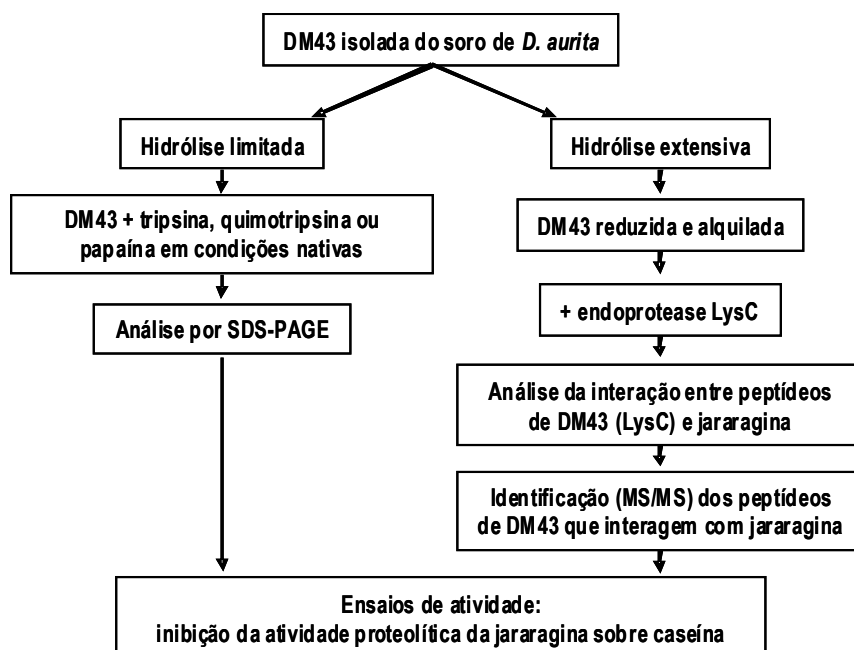 DM43 isolada do soro de D. aurita
Hidrólise limitada
DM43 + tripsina, quimotripsina ou
papaína em condições nativas
Análise por SDS-PAGE
Hidrólise extensiva
DM43 reduzida e alquilada
+ endoprotease LysC
Análise da interação entre peptídeos
de DM43 (LysC) e jararagina
Identificação (MS/MS) dos peptídeos
de DM43 que interagem com jararagina
Ensaios de atividade:
inibição da atividade proteolítica da jararagina sobre caseína